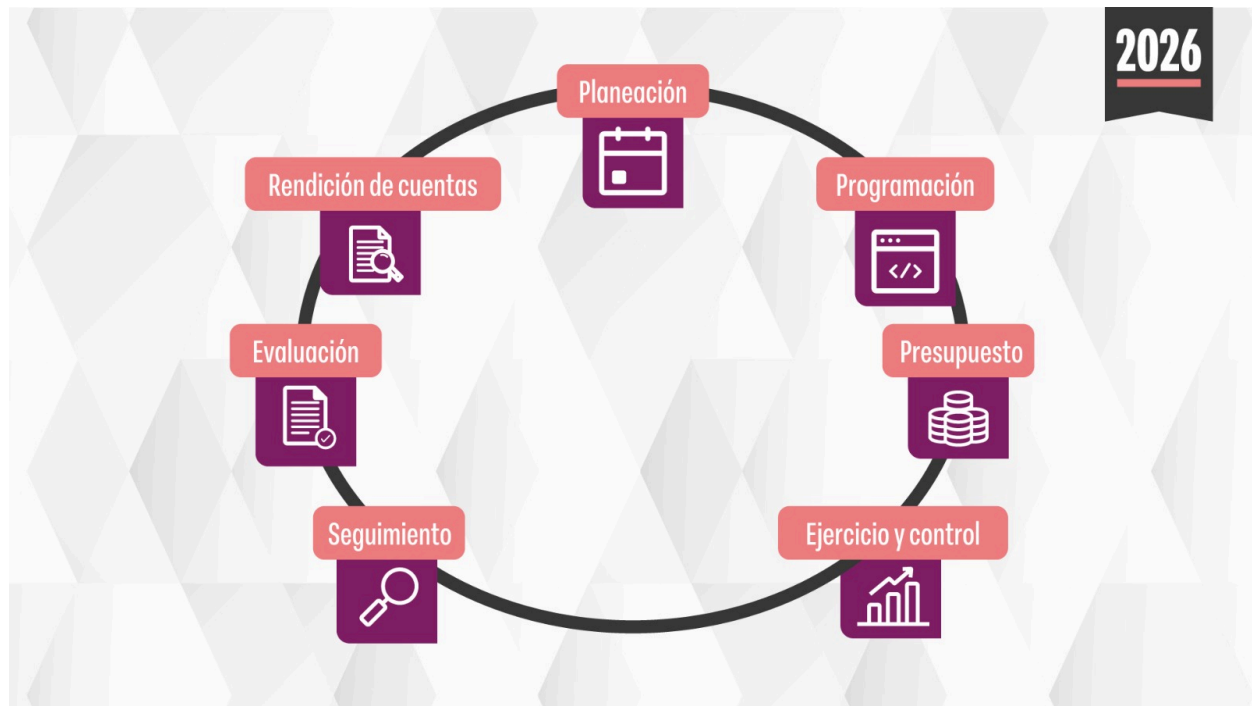 2026
Planeación
Programación
Presupuesto
Ejercicio y control
Seguimiento
Evaluación
Rendición de cuentas